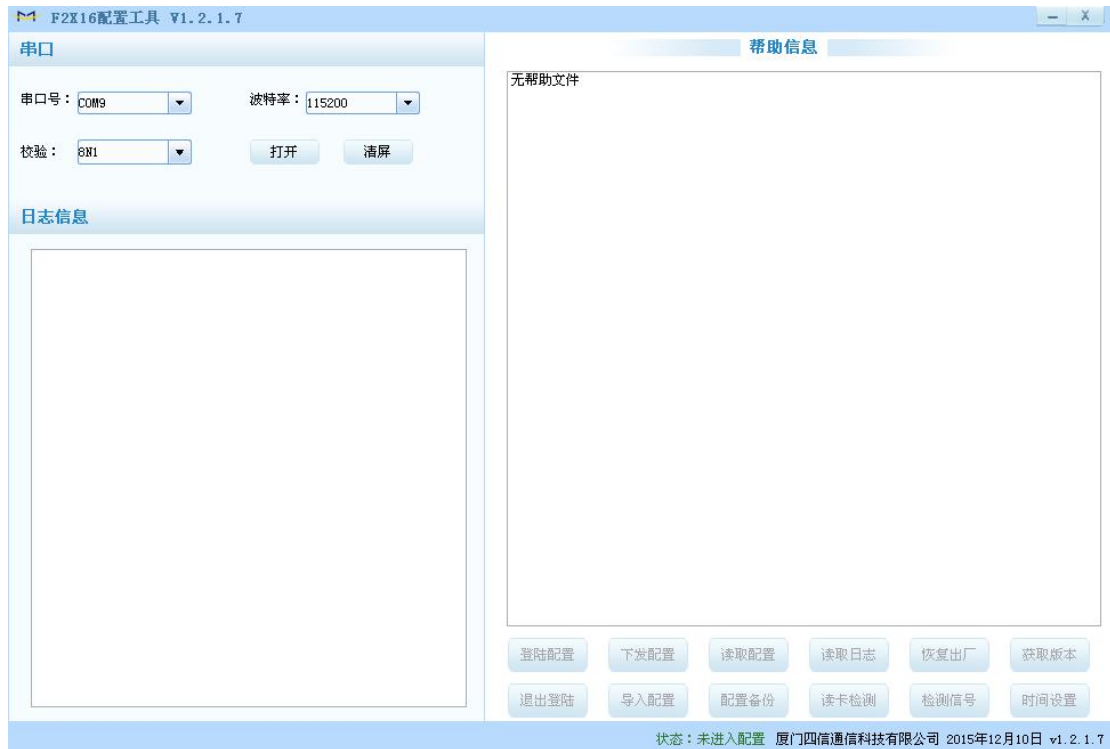 F2X16配置工具 V1.2.1.7
— X
串口
串口号：COM9 波特率：115200
校验： 8N1 打开 清屏
日志信息
帮助信息
无帮助文件
登陆配置 下发配置 读取配置 读取日志 恢复出厂 获取版本
退出登陆 导入配置 配置备份 读卡检测 检测信号 时间设置
状态：未进入配置 厦门四信通信科技有限公司 2015年12月10日 v1.2.1.7